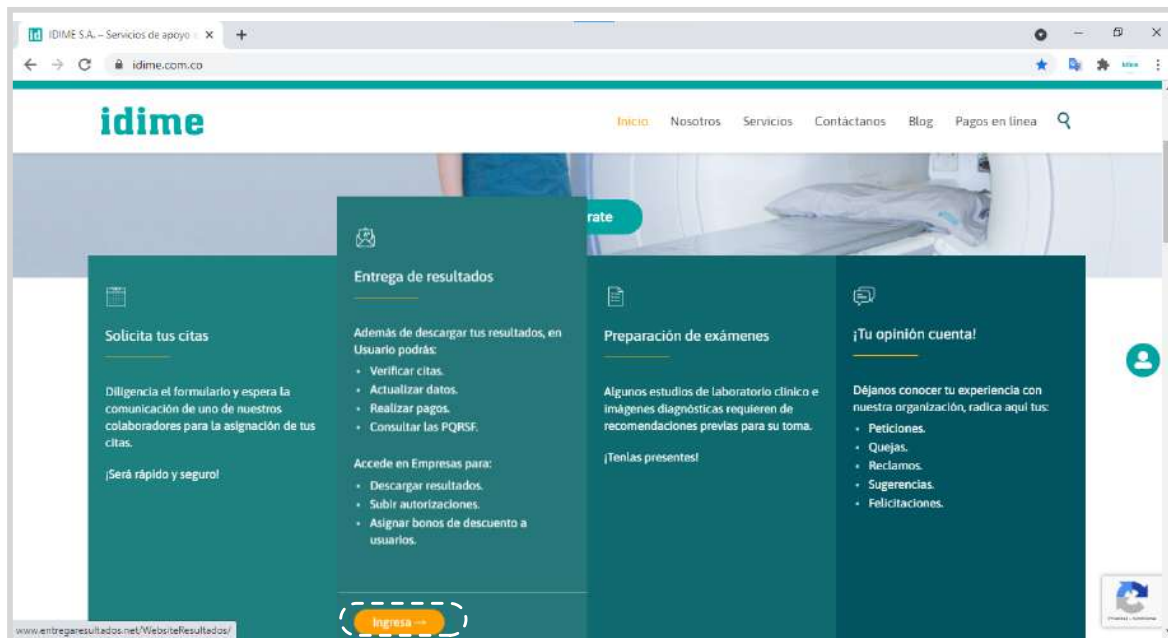 IDIME S.A. – Servicios de apoyo
idime.com.co
idime
Inicio Nosotros Servicios Contáctanos Blog Pagos en línea
rate
Solicita tus citas
Diligencia el formulario y espera la
comunicación de uno de nuestros
colaboradores para la asignación de tus
citas.
¡Será rápido y seguro!
Entrega de resultados
Además de descargar tus resultados, en
Usuario podrás:
• Verificar citas.
• Actualizar datos.
• Realizar pagos.
• Consultar las PQRSF.
Accede en Empresas para:
• Descargar resultados.
• Subir autorizaciones.
• Asignar bonos de descuento a
usuarios.
Ingresa →
Preparación de exámenes
Algunos estudios de laboratorio clínico e
imágenes diagnósticas requieren de
recomendaciones previas para su toma.
¡Tenlas presentes!
¡Tu opinión cuenta!
Déjanos conocer tu experiencia con
nuestra organización, radica aquí tus:
• Peticiones.
• Quejas.
• Reclamos.
• Sugerencias.
• Felicitaciones.
www.entregaresultados.net/WebsiteResultados/